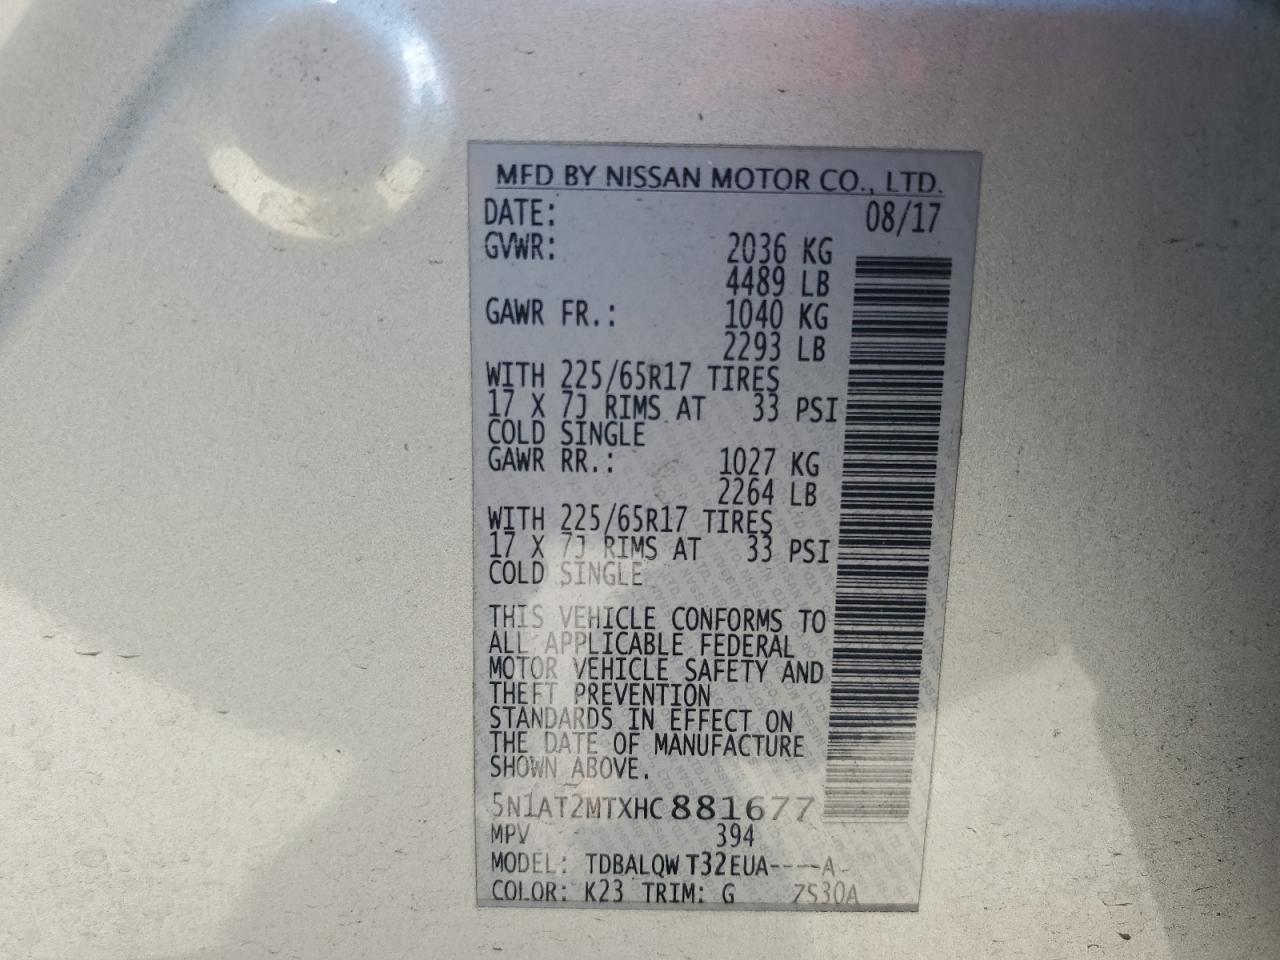 MFD BY NISSAN MOTOR CO., LTD.
DATE: 08/17
GVWR: 2036 KG
4489 LB
GAWR FR.: 1040 KG
2293 LB
WITH 225/65R17 TIRES
17 X 7J RIMS AT 33 PSI
COLD SINGLE
GAWR RR.: 1027 KG
2264 LB
WITH 225/65R17 TIRES
17 X 7J RIMS AT 33 PSI
COLD SINGLE
THIS VEHICLE CONFORMS TO
ALL APPLICABLE FEDERAL
MOTOR VEHICLE SAFETY AND
THEFT PREVENTION
STANDARDS IN EFFECT ON
THE DATE OF MANUFACTURE
SHOWN ABOVE.
5N1AT2MTXHC881677
MPV 394
MODEL: TDBALQW T32EUA----A-
COLOR: K23 TRIM: G ZS30A